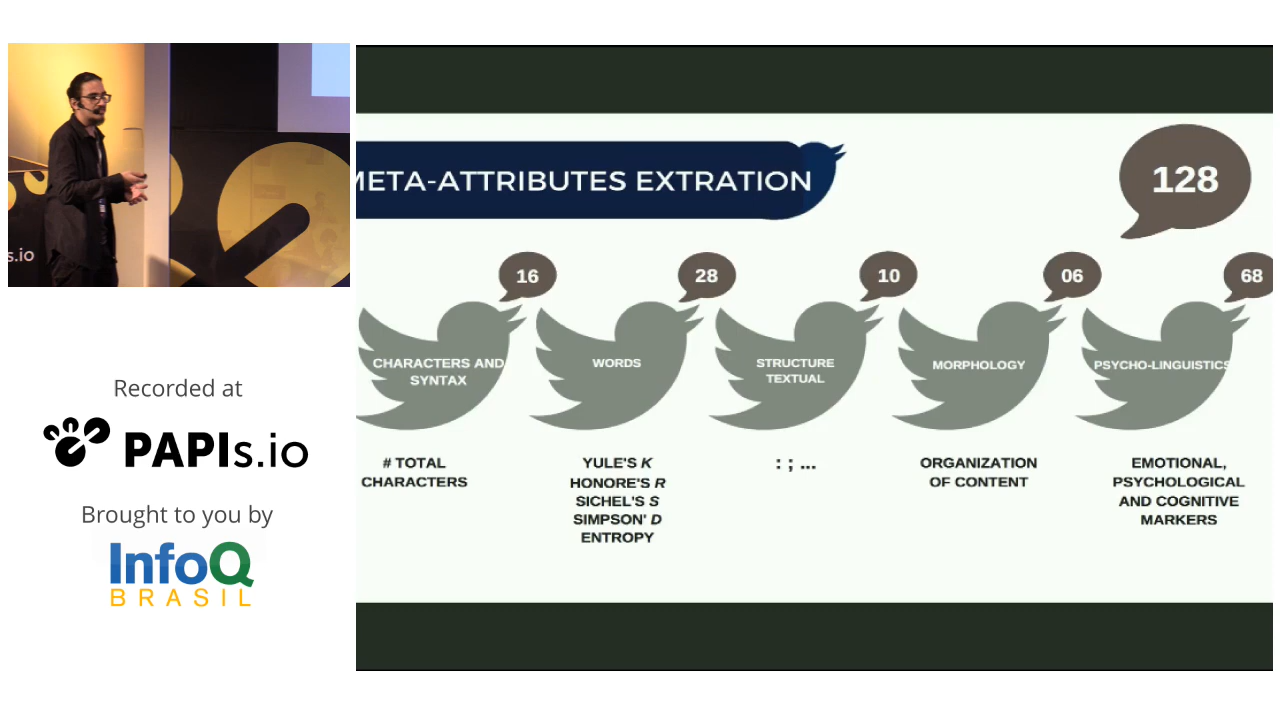 s.io
Recorded at
PAPIs.io
Brought to you by
InfoQ
BRASIL
META-ATTRIBUTES EXTRATION
128
16
28
10
06
68
CHARACTERS AND
SYNTAX
WORDS
STRUCTURE
TEXTUAL
MORPHOLOGY
PSYCHO-LINGUISTICS
# TOTAL
CHARACTERS
YULE'S K
HONORE'S R
SICHEL'S S
SIMPSON' D
ENTROPY
: ; ...
ORGANIZATION
OF CONTENT
EMOTIONAL,
PSYCHOLOGICAL
AND COGNITIVE
MARKERS